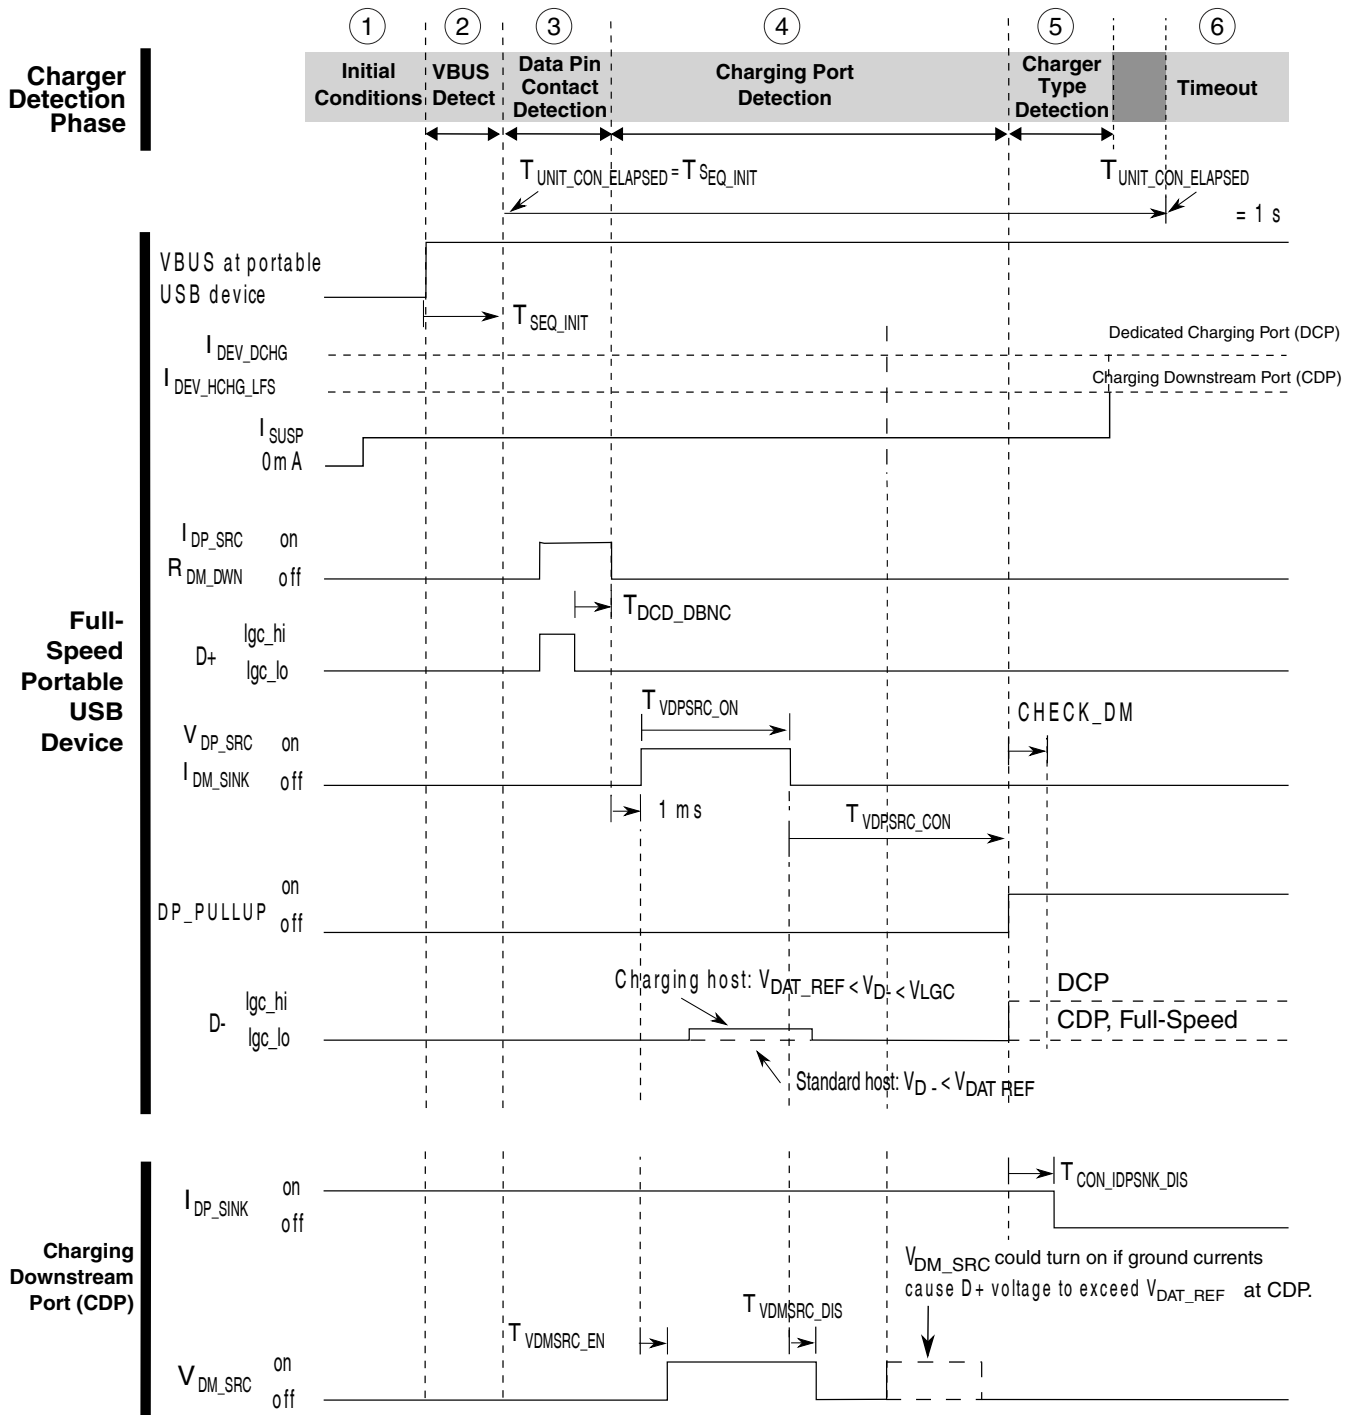 1 2 3 4 5 6
Charger
Detection
Phase
Initial
Conditions
VBUS
Detect
Data Pin
Contact
Detection
Charging Port
Detection
Charger
Type
Detection
Timeout
T UNIT_CON_ELAPSED = T SEQ_INIT
T UNIT_CON_ELAPSED
= 1 s
VBUS at portable
USB device
T SEQ_INIT
I DEV_DCHG
Dedicated Charging Port (DCP)
I DEV_HCHG_LFS
Charging Downstream Port (CDP)
I SUSP
0mA
Full-
Speed
Portable
USB
Device
I DP_SRC on
R DM_DWN off
T DCD_DBNC
D+ lgc_hi
lgc_lo
T VDPSRC_ON
CHECK_DM
V DP_SRC on
I DM_SINK off
1 ms
T VDPSRC_CON
on
DP_PULLUP off
Charging host: V DAT_REF < V D- < VLGC
DCP
D- lgc_hi
lgc_lo
CDP, Full-Speed
Standard host: V D - < V DAT REF
T CON_IDPSNK_DIS
I DP_SINK on
off
Charging
Downstream
Port (CDP)
V DM_SRC could turn on if ground currents
cause D+ voltage to exceed V DAT_REF at CDP.
T VDMSRC_DIS
T VDMSRC_EN
V DM_SRC on
off